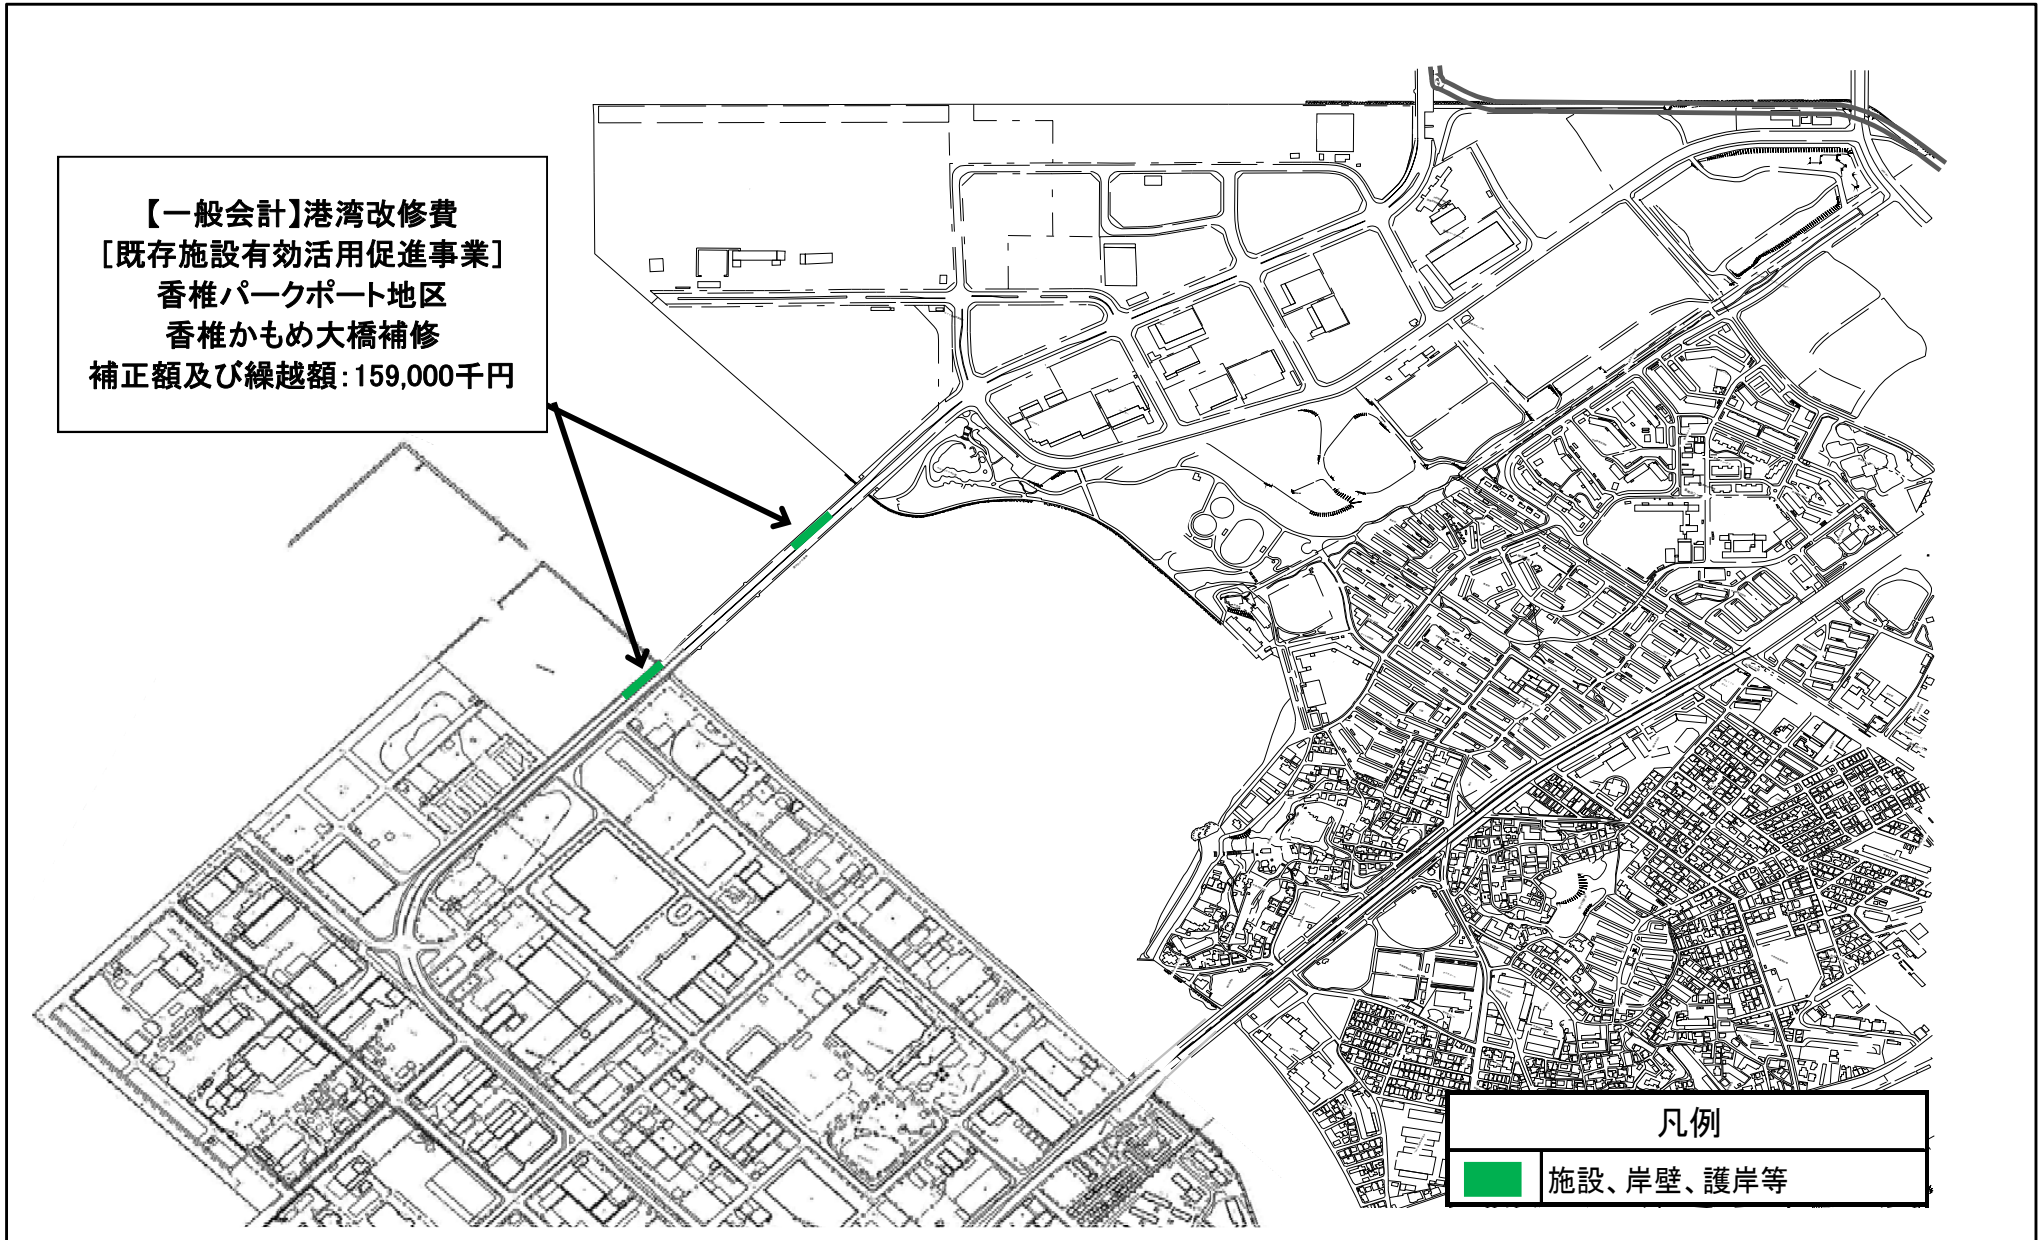 【一般会計】港湾改修費
[既存施設有効活用促進事業]
香椎パークポート地区
香椎かもめ大橋補修
補正額及び繰越額:159,000千円
凡例
施設、岸壁、護岸等